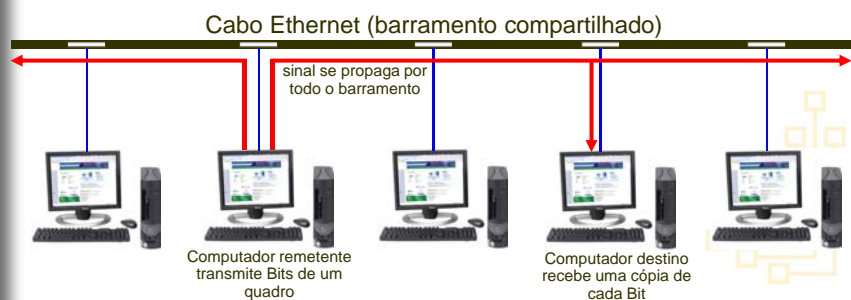 Cabo Ethernet (barramento compartilhado)
sinal se propaga por
todo o barramento
Computador remetente
transmite Bits de um
quadro
Computador destino
recebe uma cópia de
cada Bit